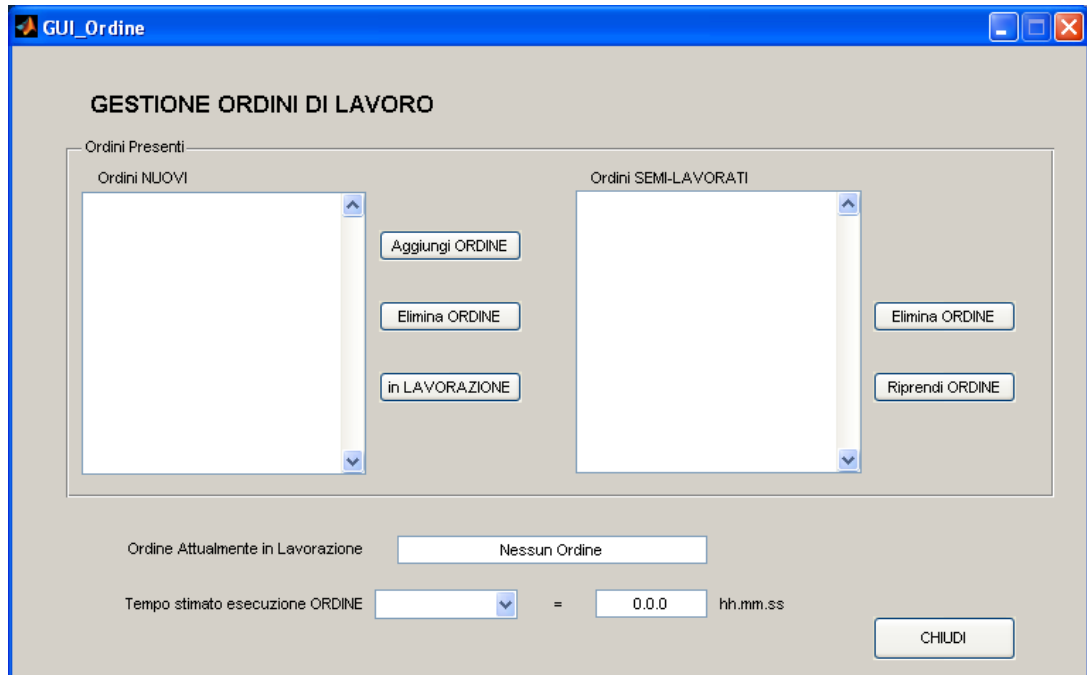 GUI_Ordine
GESTIONE ORDINI DI LAVORO
Ordini Presenti
Ordini NUOVI
Ordini SEMI-LAVORATI
Aggiungi ORDINE
Elimina ORDINE
Elimina ORDINE
in LAVORAZIONE
Riprendi ORDINE
Ordine Attualmente in Lavorazione
Nessun Ordine
Tempo stimato esecuzione ORDINE = 0.0.0 hh.mm.ss
CHIUDI